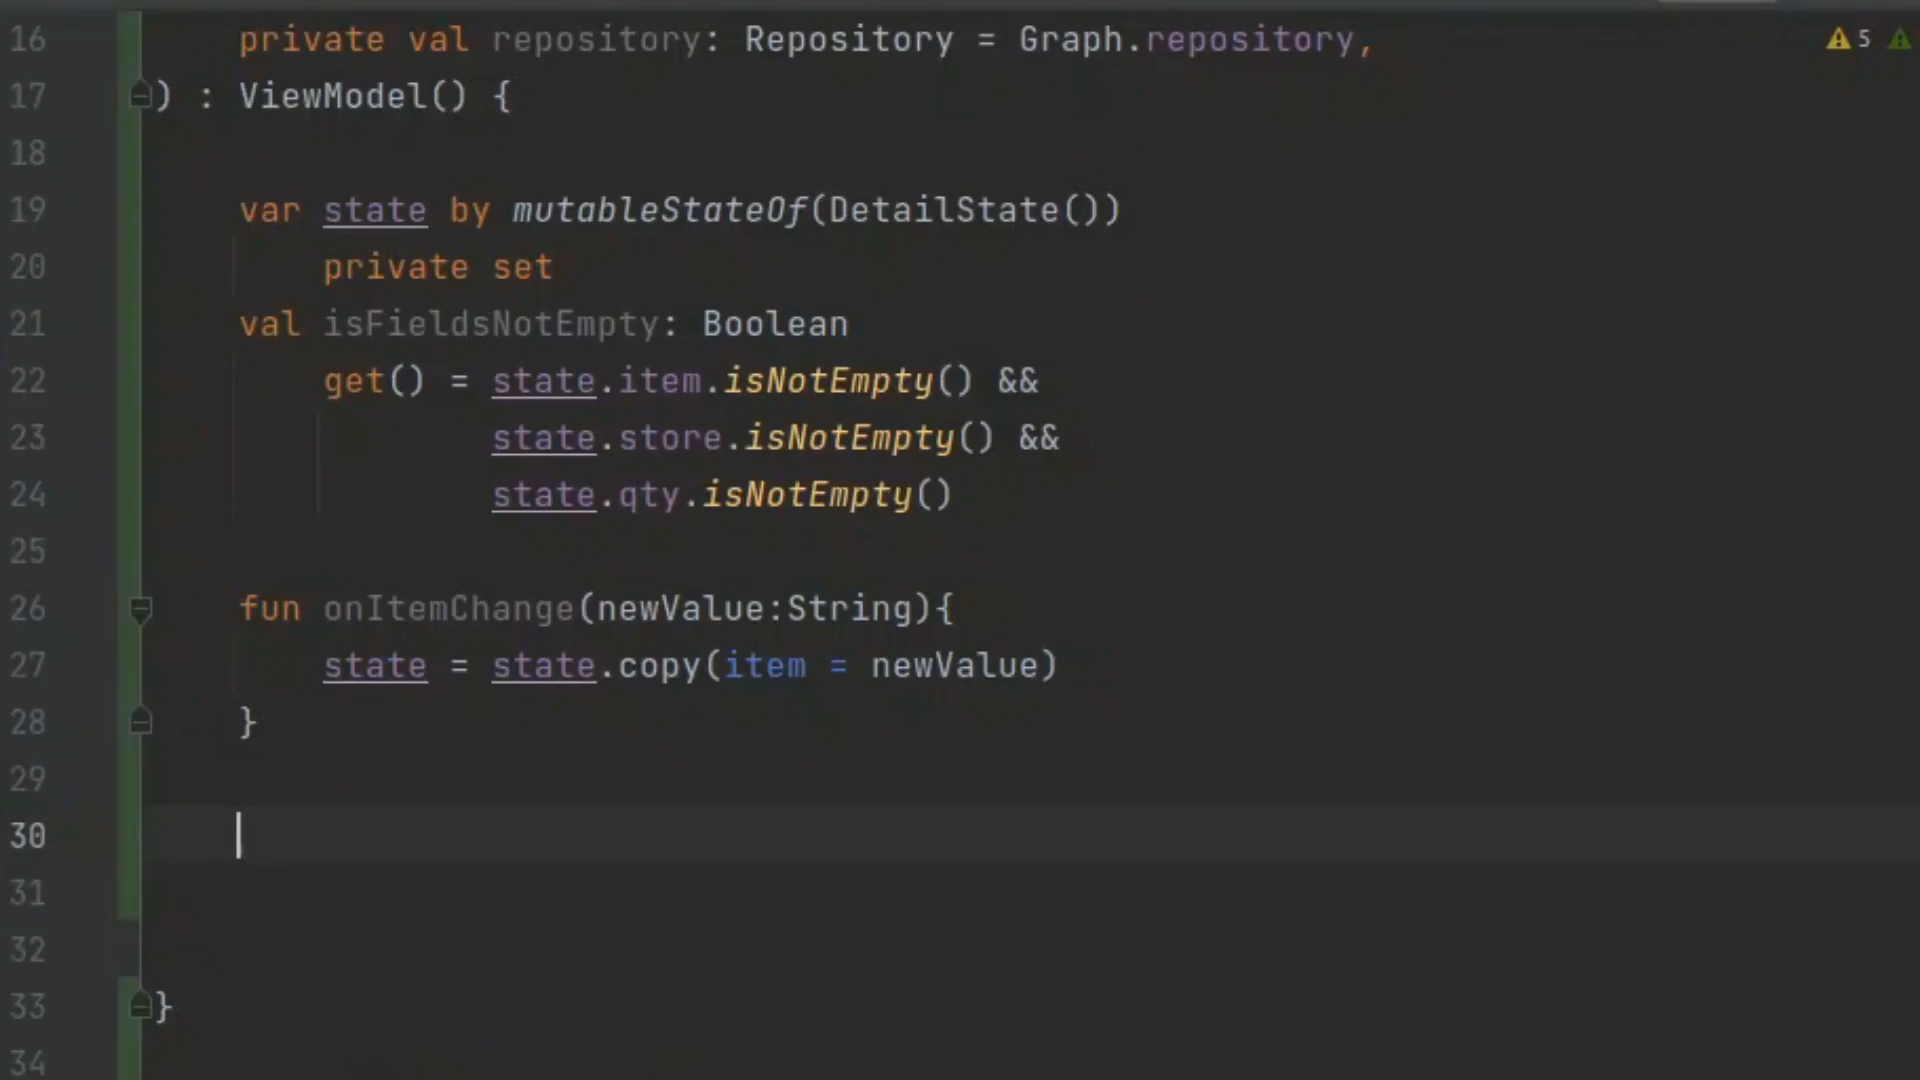 16 private val repository: Repository = Graph.repository, 5
17 ) : ViewModel() {
18
19 var state by mutableStateOf(DetailState())
20 private set
21 val isFieldsNotEmpty: Boolean
22 get() = state.item.isNotEmpty() &&
23 state.store.isNotEmpty() &&
24 state.qty.isNotEmpty()
25
26 fun onItemChange(newValue:String){
27 state = state.copy(item = newValue)
28 }
29
30
31
32
33 }
34